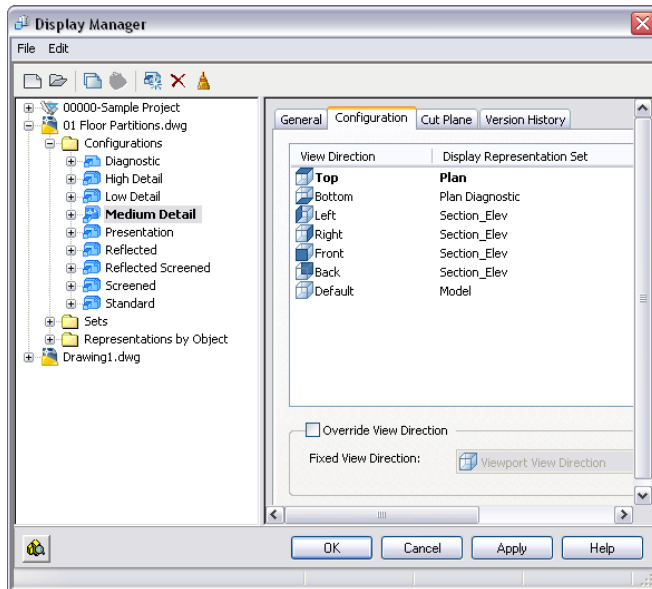 Display Manager
File Edit
00000-Sample Project
01 Floor Partitions.dwg
Configurations
Diagnostic
High Detail
Low Detail
Medium Detail
Presentation
Reflected
Reflected Screened
Screened
Standard
Sets
Representations by Object
Drawing1.dwg
General Configuration Cut Plane Version History
View Direction Display Representation Set
Top Plan
Bottom Plan Diagnostic
Left Section_Elev
Right Section_Elev
Front Section_Elev
Back Section_Elev
Default Model
Override View Direction
Fixed View Direction: Viewport View Direction
OK Cancel Apply Help